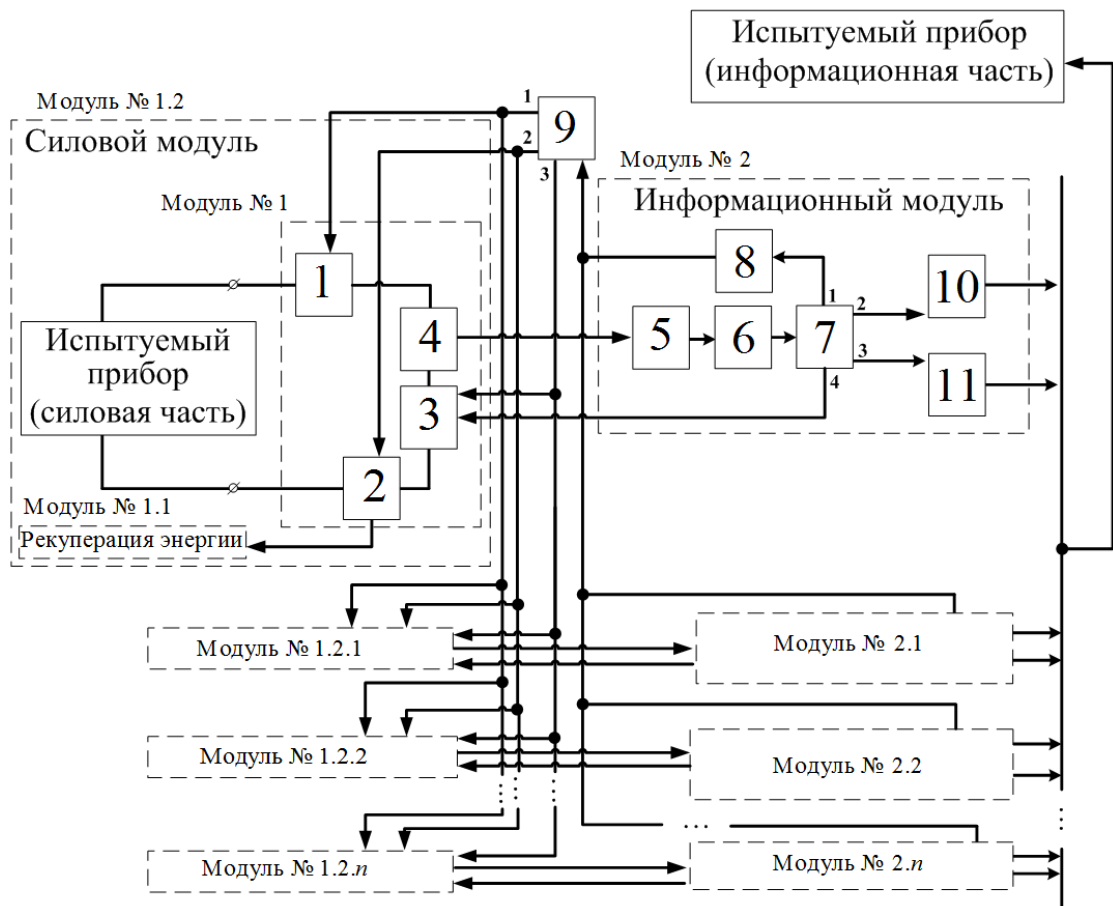 Испытуемый прибор
(информационная часть)
Модуль № 1.2
Силовой модуль
1
2
3
9
Модуль № 2
Информационный модуль
Модуль № 1
1
8
10
1
2
4
5
6
7
3
4
11
Испытуемый
прибор
(силовая часть)
3
2
Модуль № 1.1
Рекуперация энергии
Модуль № 1.2.1
Модуль № 2.1
Модуль № 1.2.2
Модуль № 2.2
...
...
...
...
...
Модуль № 1.2.n
Модуль № 2.n